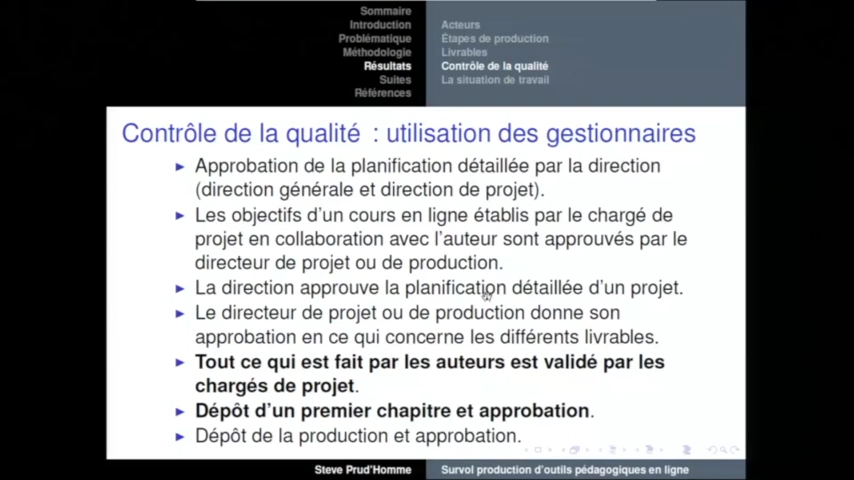 Sommaire
Introduction
Problématique
Méthodologie
Résultats
Suites
Références
Acteurs
Étapes de production
Livrables
Contrôle de la qualité
La situation de travail
Contrôle de la qualité : utilisation des gestionnaires
Approbation de la planification détaillée par la direction
(direction générale et direction de projet).
Les objectifs d'un cours en ligne établis par le chargé de
projet en collaboration avec l'auteur sont approuvés par le
directeur de projet ou de production.
La direction approuve la planification détaillée d'un projet.
Le directeur de projet ou de production donne son
approbation en ce qui concerne les différents livrables.
Tout ce qui est fait par les auteurs est validé par les
chargés de projet.
Dépôt d'un premier chapitre et approbation.
Dépôt de la production et approbation.
Steve Prud'Homme
Survol production d'outils pédagogiques en ligne